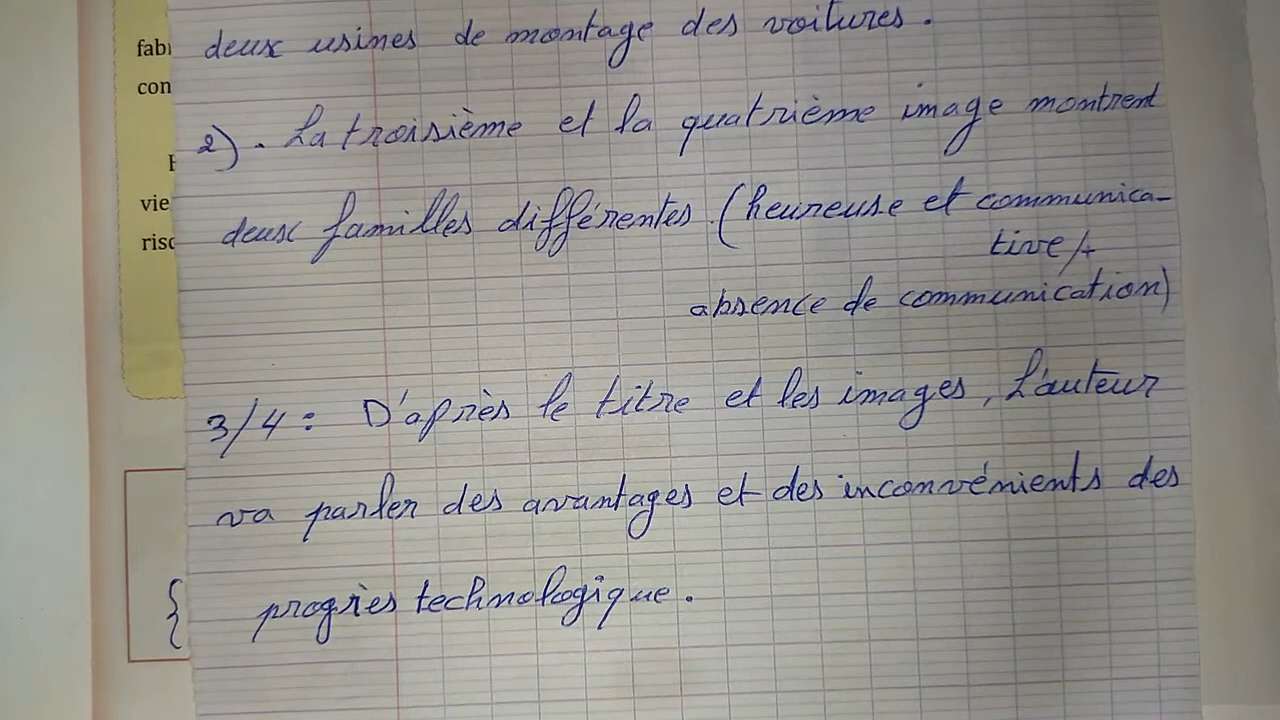 fabr
con
vie
risc
deux usines de montage des voitures.
2). La troisième et la quatrième image montrent
deux familles différentes (heureuse et communica-
tive /+
absence de communication)
3/4: D'après le titre et les images, L'auteur
va parler des avantages et des inconvénients des
progrès technologique.